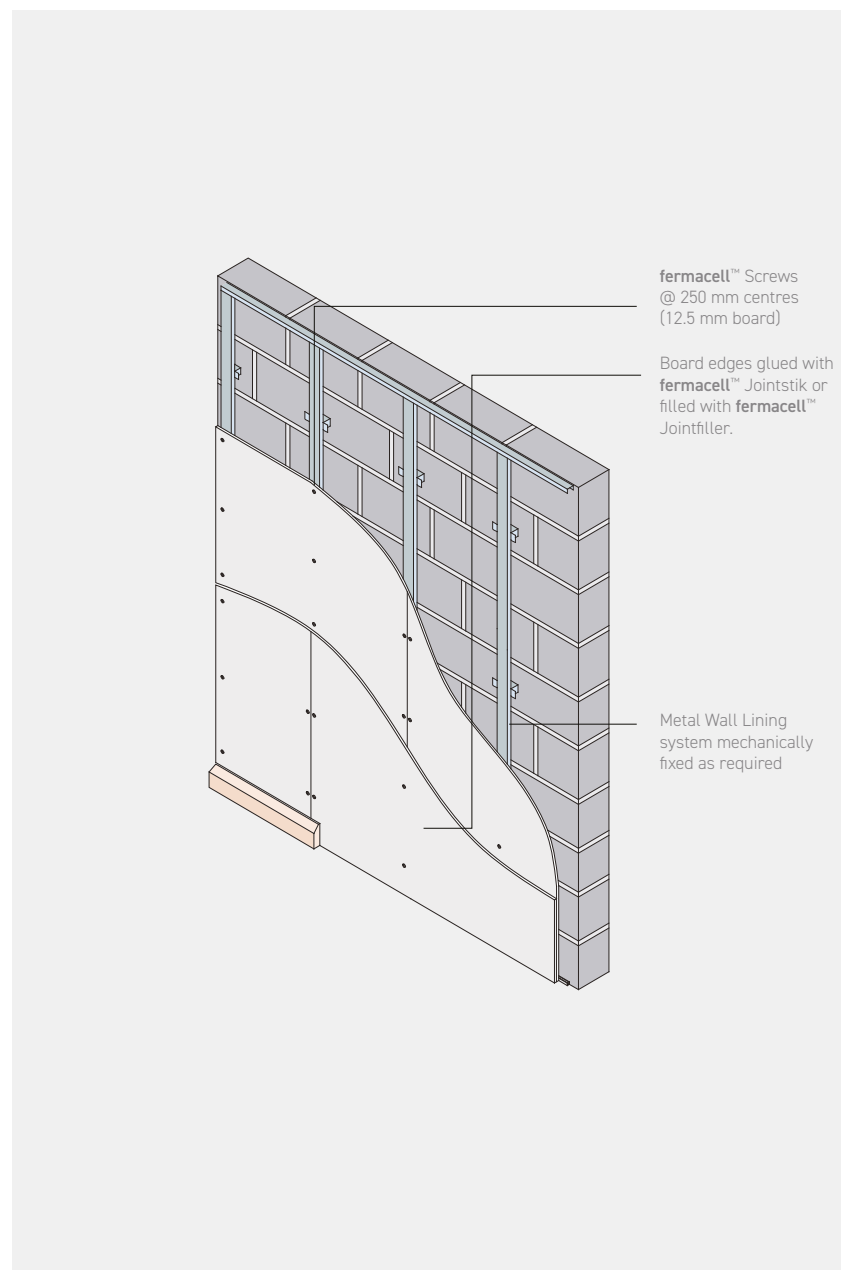 fermacell™ Screws
@ 250 mm centres
(12.5 mm board)
Board edges glued with
fermacell™ Jointstik or
filled with fermacell™
Jointfiller.
Metal Wall Lining
system mechanically
fixed as required